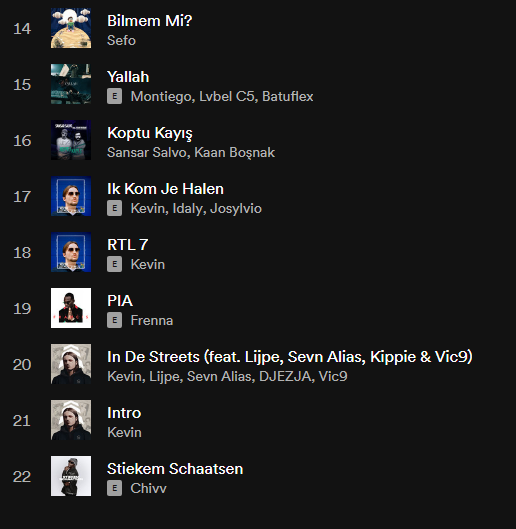 14
Bilmem Mi?
Sefo
15
Yallah
E Montiego, Lvbel C5, Batuflex
16
Koptu Kayış
Sansar Salvo, Kaan Boşnak
17
Ik Kom Je Halen
E Kevin, Idaly, Josylvio
18
RTL 7
E Kevin
19
PIA
E Frenna
20
In De Streets (feat. Lijpe, Sevn Alias, Kippie & Vic9)
Kevin, Lijpe, Sevn Alias, DJEZJA, Vic9
21
Intro
Kevin
22
Stiekem Schaatsen
E Chivv